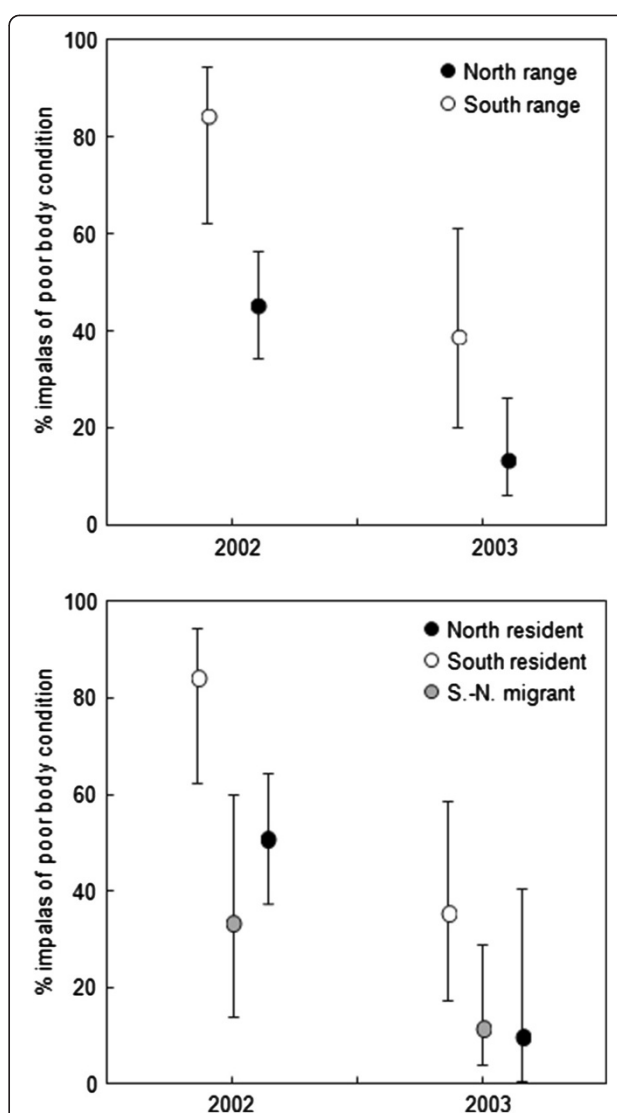 100
80
60
40
20
0
% impalas of poor body condition
North range
South range
2002
2003
100
80
60
40
20
0
% impalas of poor body condition
North resident
South resident
S.-N. migrant
2002
2003